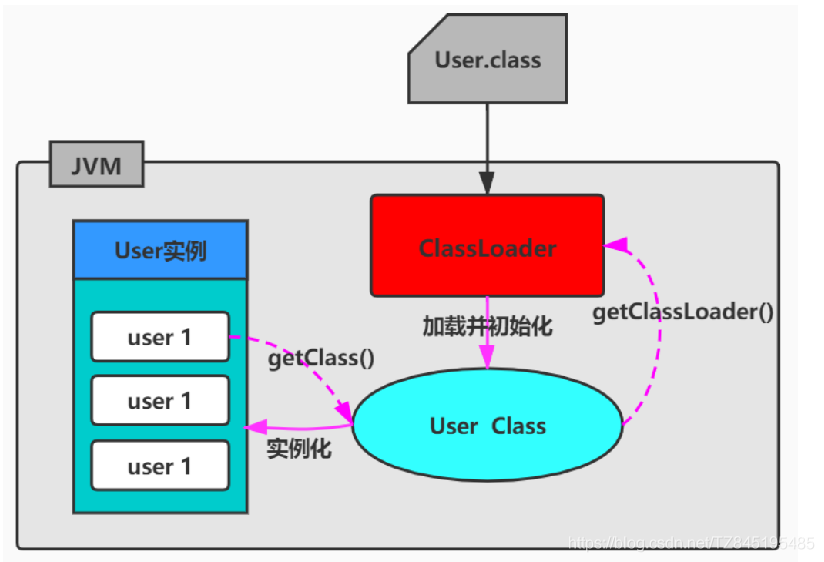 User.class
JVM
User实例
ClassLoader
getClassLoader()
加载并初始化
user 1
getClass()
user 1
User Class
实例化
user 1
https://blog.csdn.net/TZ845195485